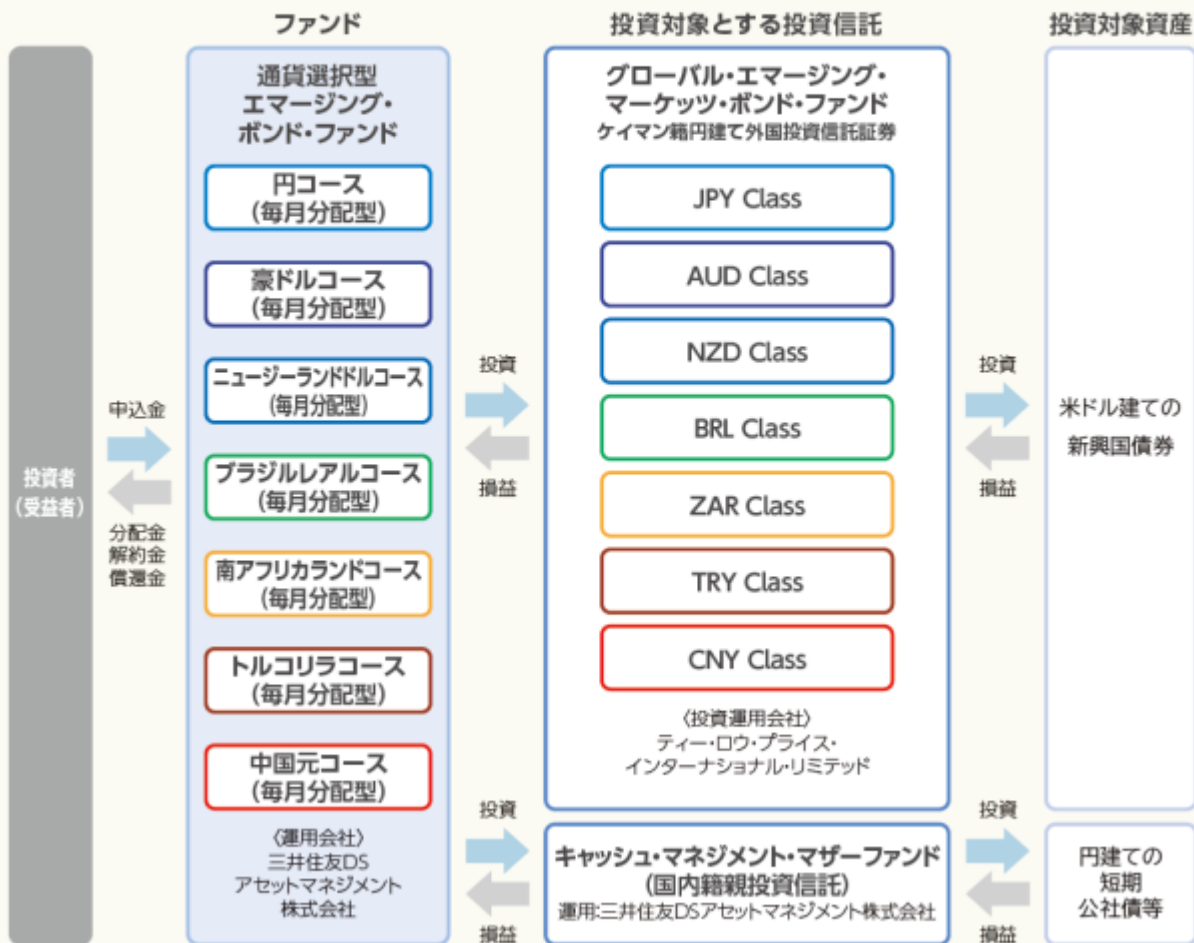 ファンド
投資対象とする投資信託
投資対象資産
投資者
(受益者)
申込金
分配金
解約金
償還金
通貨選択型
エマージング・
ボンド・ファンド
円コース
(毎月分配型)
豪ドルコース
(毎月分配型)
ニュージーランドドルコース
(毎月分配型)
ブラジルレアルコース
(毎月分配型)
南アフリカランドコース
(毎月分配型)
トルコリラコース
(毎月分配型)
中国元コース
(毎月分配型)
〈運用会社〉
三井住友DS
アセットマネジメント
株式会社
投資
損益
投資
損益
グローバル・エマージング・
マーケッツ・ボンド・ファンド
ケイマン籍円建て外国投資信託証券
JPY Class
AUD Class
NZD Class
BRL Class
ZAR Class
TRY Class
CNY Class
〈投資運用会社〉
ティー・ロウ・プライス・
インターナショナル・リミテッド
キャッシュ・マネジメント・マザーファンド
(国内籍親投資信託)
運用:三井住友DSアセットマネジメント株式会社
投資
損益
投資
損益
米ドル建ての
新興国債券
円建ての
短期
公社債等